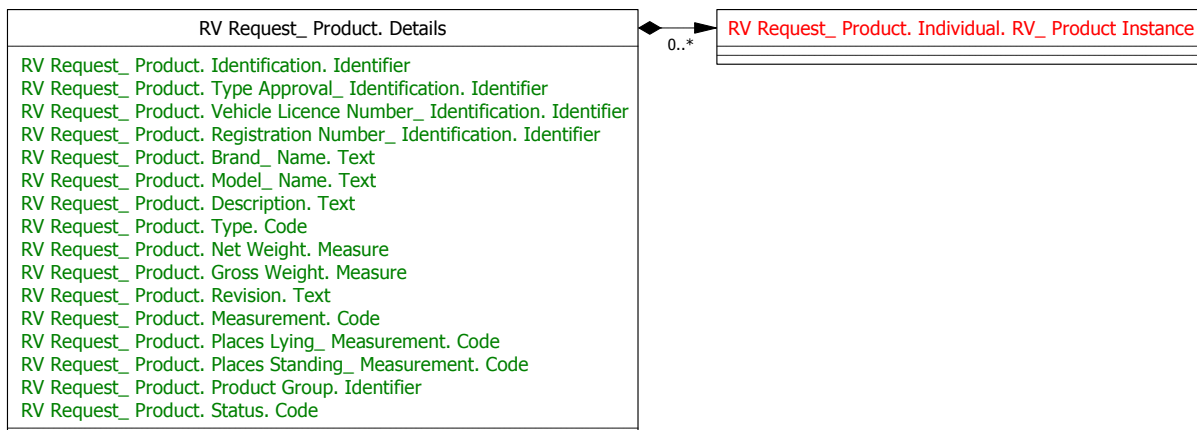 RV Request_ Product. Details
RV Request_ Product. Identification. Identifier
RV Request_ Product. Type Approval_ Identification. Identifier
RV Request_ Product. Vehicle Licence Number_ Identification. Identifier
RV Request_ Product. Registration Number_ Identification. Identifier
RV Request_ Product. Brand_ Name. Text
RV Request_ Product. Model_ Name. Text
RV Request_ Product. Description. Text
RV Request_ Product. Type. Code
RV Request_ Product. Net Weight. Measure
RV Request_ Product. Gross Weight. Measure
RV Request_ Product. Revision. Text
RV Request_ Product. Measurement. Code
RV Request_ Product. Places Lying_ Measurement. Code
RV Request_ Product. Places Standing_ Measurement. Code
RV Request_ Product. Product Group. Identifier
RV Request_ Product. Status. Code
0..*
RV Request_ Product. Individual. RV_ Product Instance